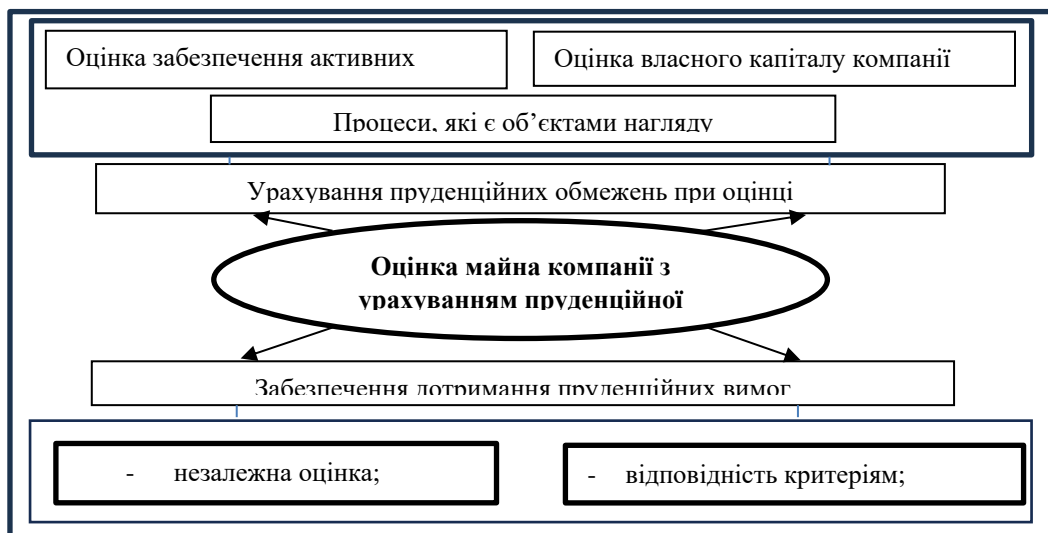 Оцінка забезпечення активних
Оцінка власного капіталу компанії
Процеси, які є об’єктами нагляду
Урахування пруденційних обмежень при оцінці
Оцінка майна компанії з
урахуванням пруденційної
Забезпечення дотримання пруденційних вимог
- незалежна оцінка;
- відповідність критеріям;